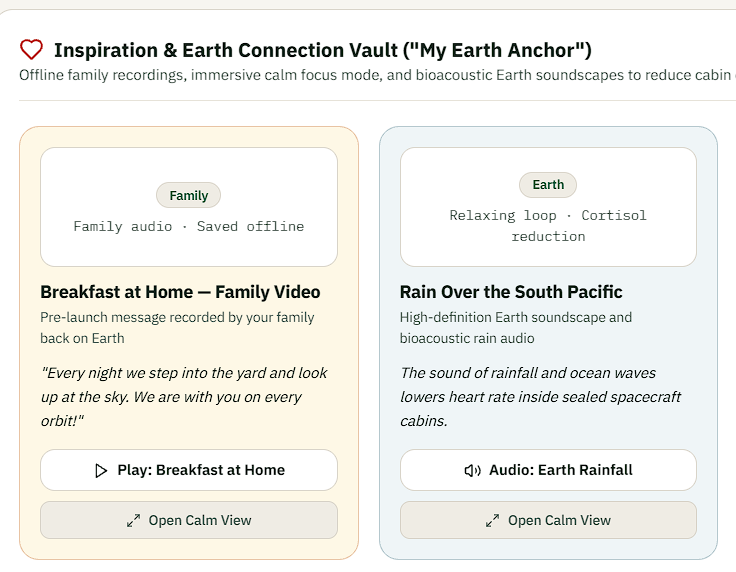 Inspiration & Earth Connection Vault ("My Earth Anchor")
Offline family recordings, immersive calm focus mode, and bioacoustic Earth soundscapes to reduce cabin
Family
Family audio · Saved offline
Breakfast at Home — Family Video
Pre-launch message recorded by your family
back on Earth
"Every night we step into the yard and look
up at the sky. We are with you on every
orbit!"
Play: Breakfast at Home
Open Calm View
Earth
Relaxing loop · Cortisol
reduction
Rain Over the South Pacific
High-definition Earth soundscape and
bioacoustic rain audio
The sound of rainfall and ocean waves
lowers heart rate inside sealed spacecraft
cabins.
Audio: Earth Rainfall
Open Calm View